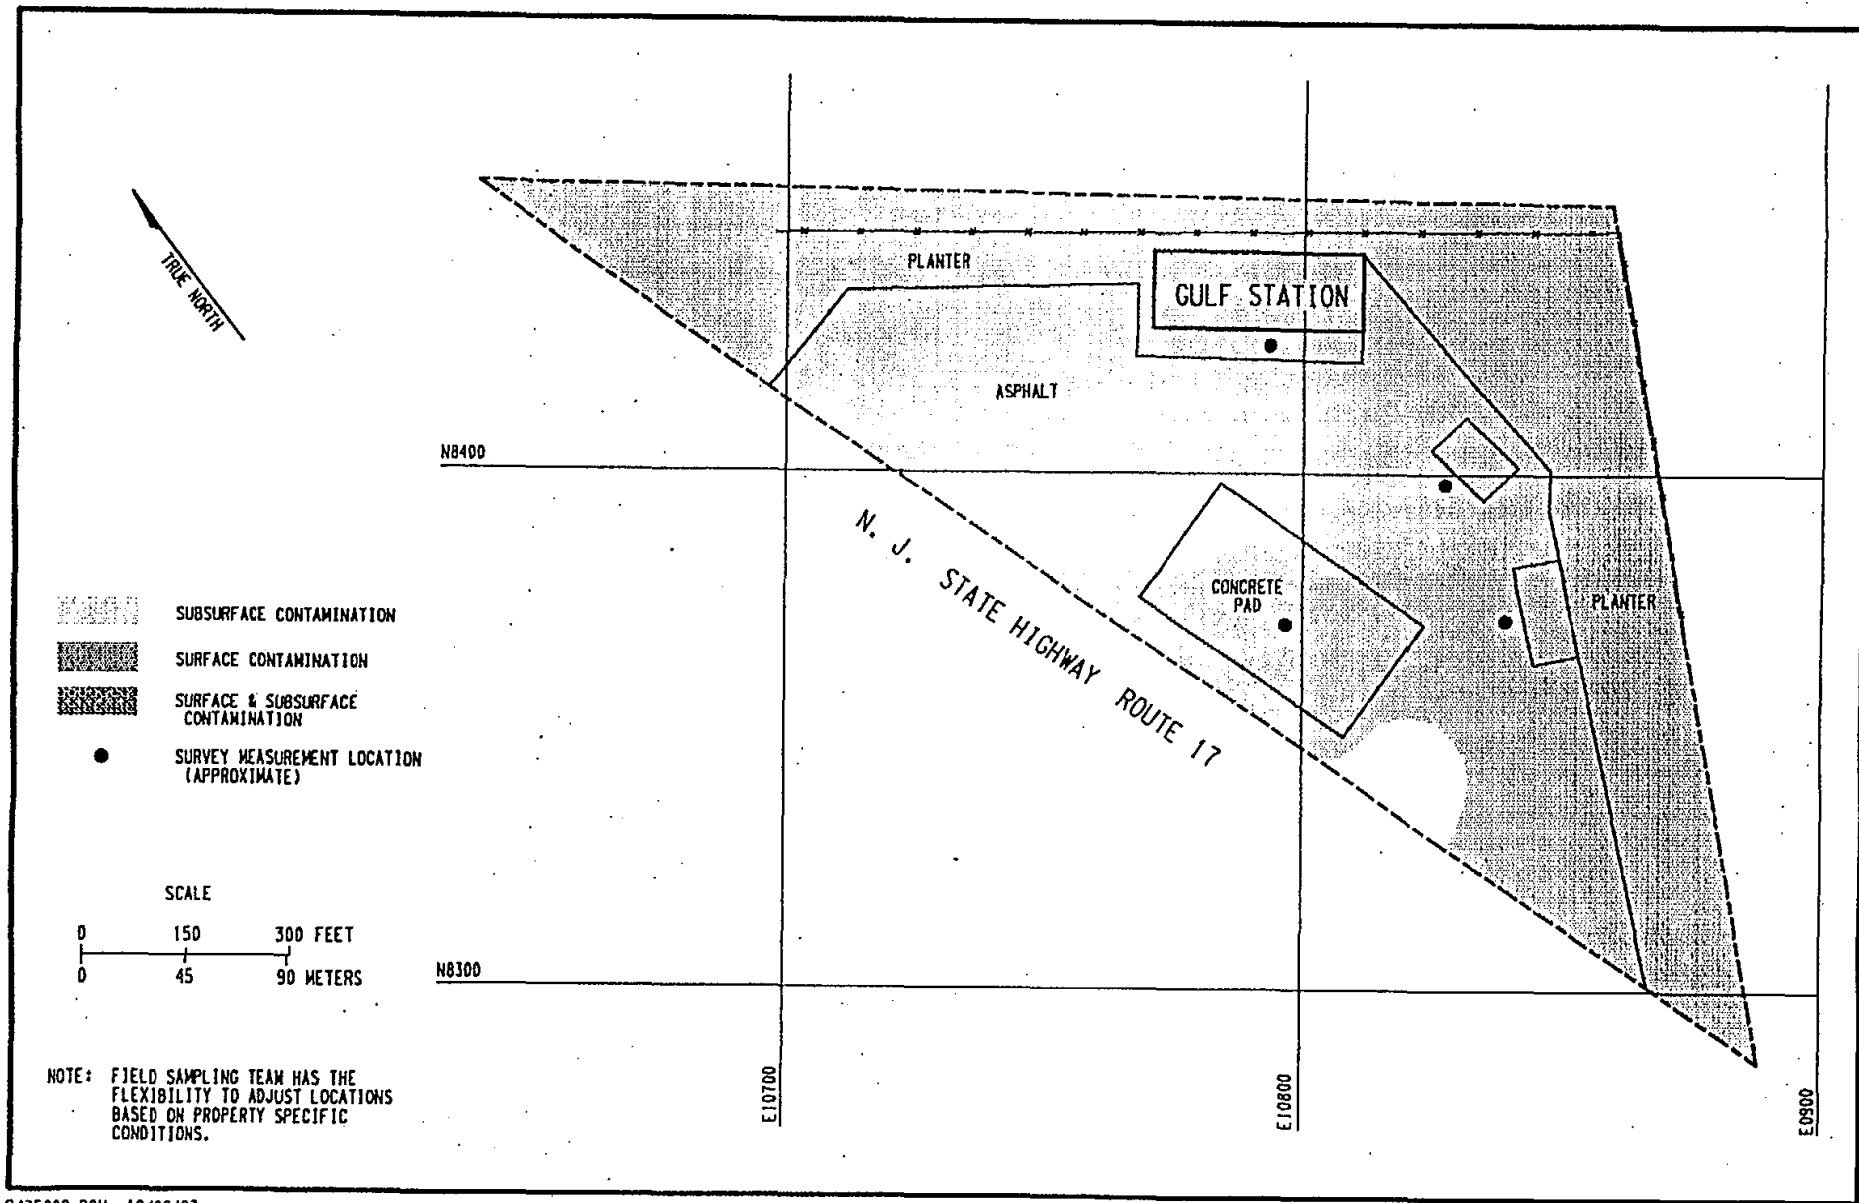 TRUE NORTH
PLANTER
GULF STATION
ASPHALT
N8400
N. J. STATE HIGHWAY ROUTE 17
CONCRETE
PAD
PLANTER
SUBSURFACE CONTAMINATION
SURFACE CONTAMINATION
SURFACE & SUBSURFACE
CONTAMINATION
SURVEY MEASUREMENT LOCATION
(APPROXIMATE)
SCALE
0 150 300 FEET
0 45 90 METERS
N8300
NOTE: FIELD SAMPLING TEAM HAS THE
FLEXIBILITY TO ADJUST LOCATIONS
BASED ON PROPERTY SPECIFIC
CONDITIONS.
E10700
E10800
E0900